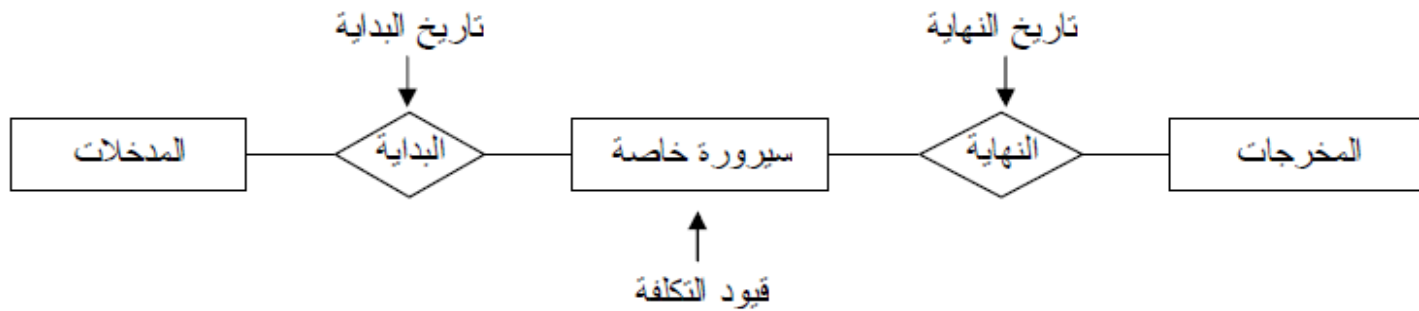 تاريخ البداية
تاريخ النهاية
المدخلات
البداية
سيرورة خاصة
النهاية
المخرجات
قيود التكلفة